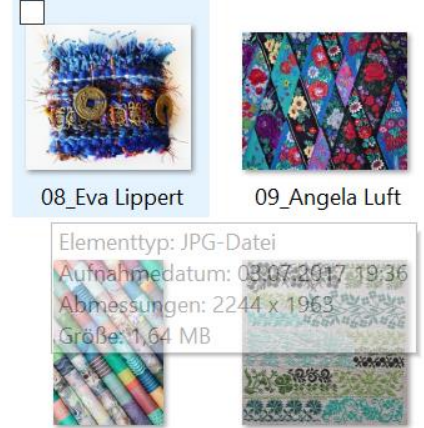 08_Eva Lippert
09_Angela Luft
Elementtyp: JPG-Datei
Aufnahmedatum: 03.07.2017 19:36
Abmessungen: 2244 x 1963
Größe: 1,64 MB